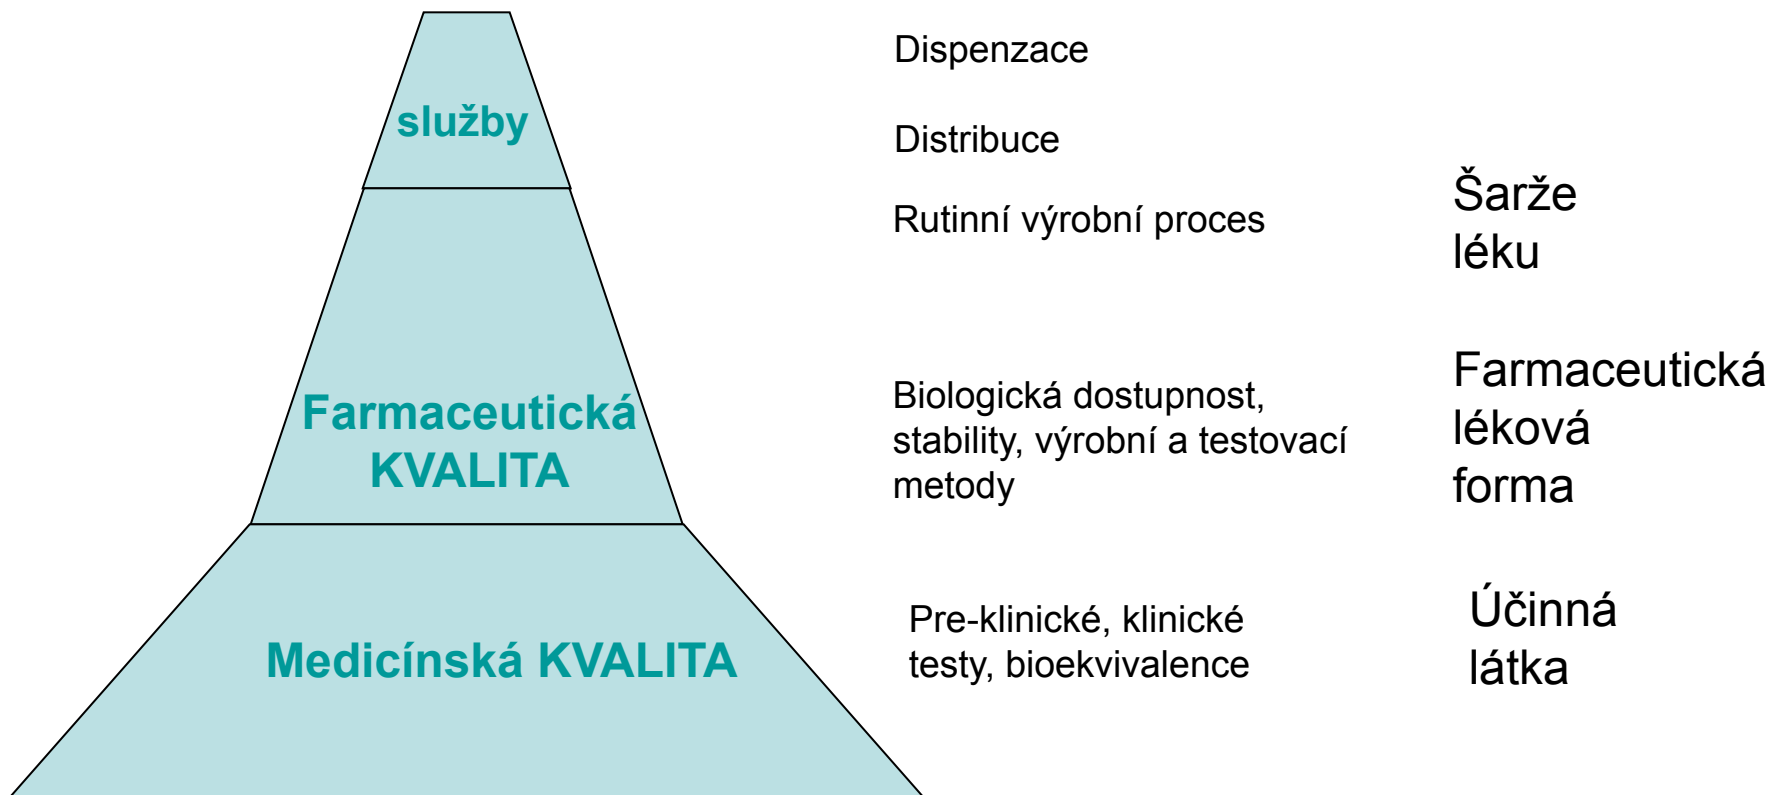 Dispenzace
služby
Distribuce
Rutinní výrobní proces
Šarže
léku
Farmaceutická
KVALITA
Biologická dostupnost,
stability, výrobní a testovací
metody
Farmaceutická
léková
forma
Medicínská KVALITA
Pre-klinické, klinické
testy, bioekvivalence
Účinná
látka